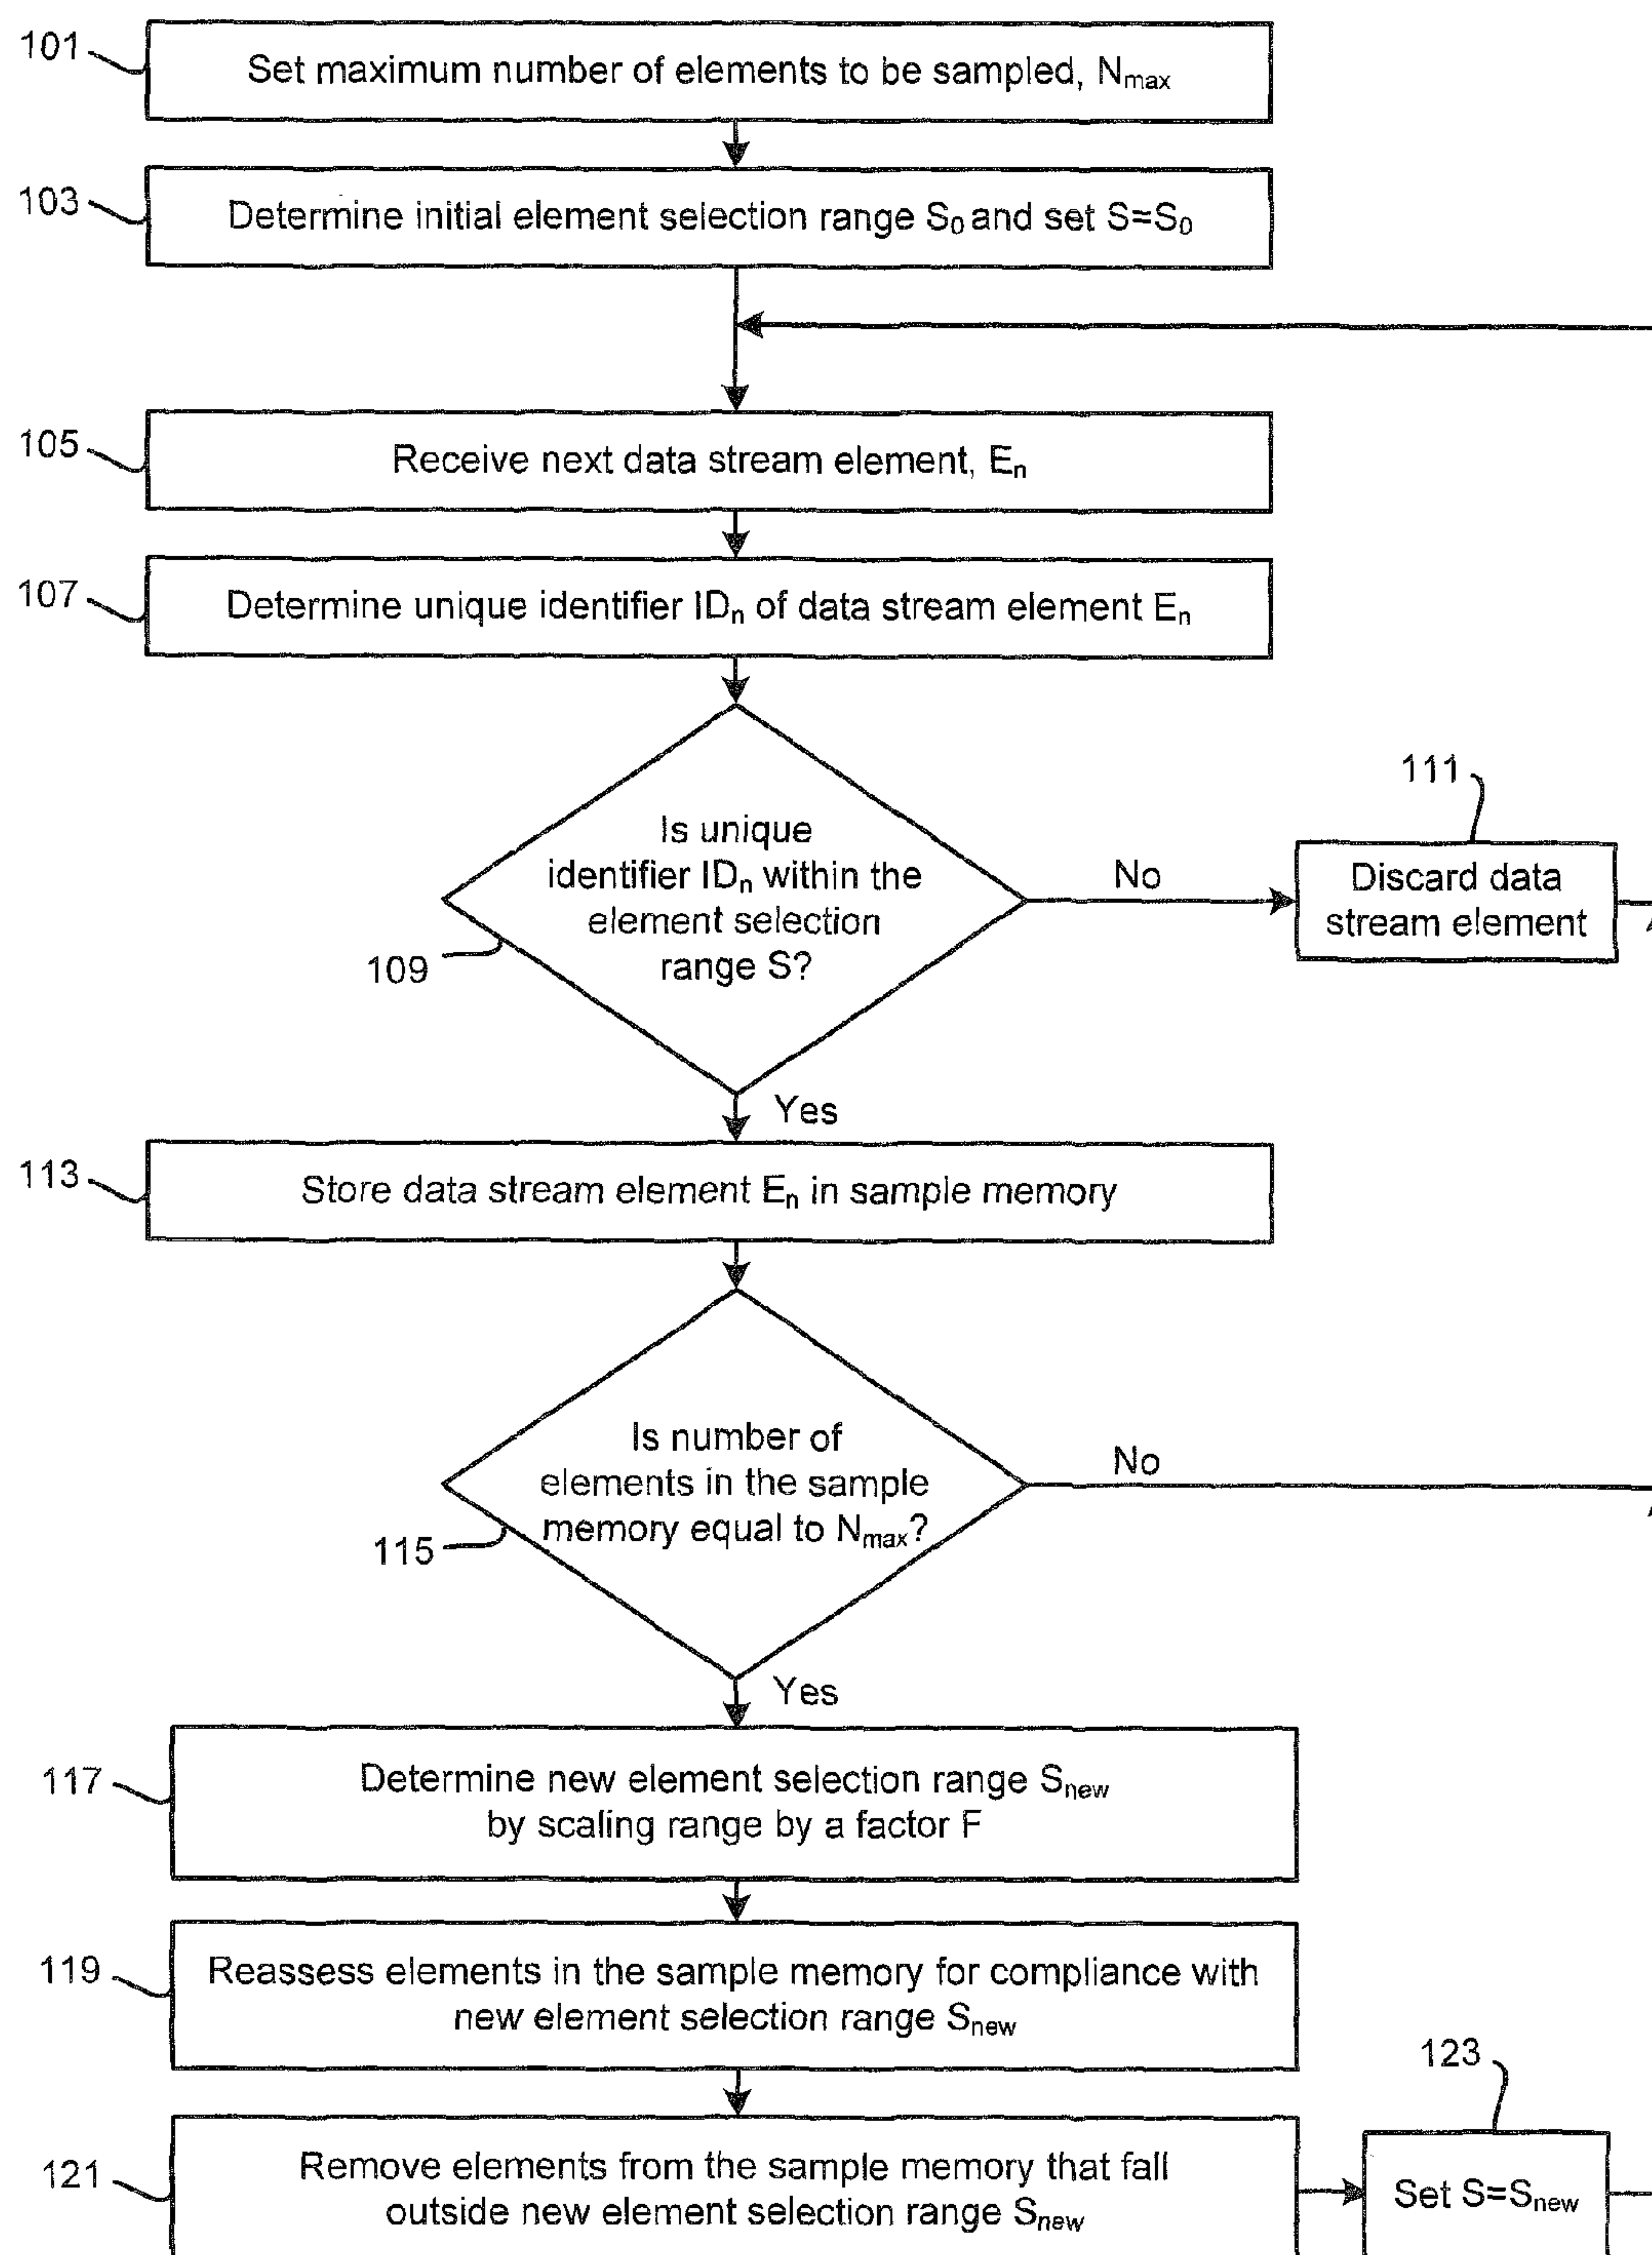 101
Set maximum number of elements to be sampled, Nmax
103
Determine initial element selection range S0 and set S=S0
105
Receive next data stream element, En
107
Determine unique identifier IDn of data stream element En
Is unique
identifier IDn within the
element selection
range S?
109
No
111
Discard data
stream element
Yes
113
Store data stream element En in sample memory
Is number of
elements in the sample
memory equal to Nmax?
115
No
Yes
117
Determine new element selection range Snew
by scaling range by a factor F
119
Reassess elements in the sample memory for compliance with
new element selection range Snew
121
Remove elements from the sample memory that fall
outside new element selection range Snew
123
Set S=Snew